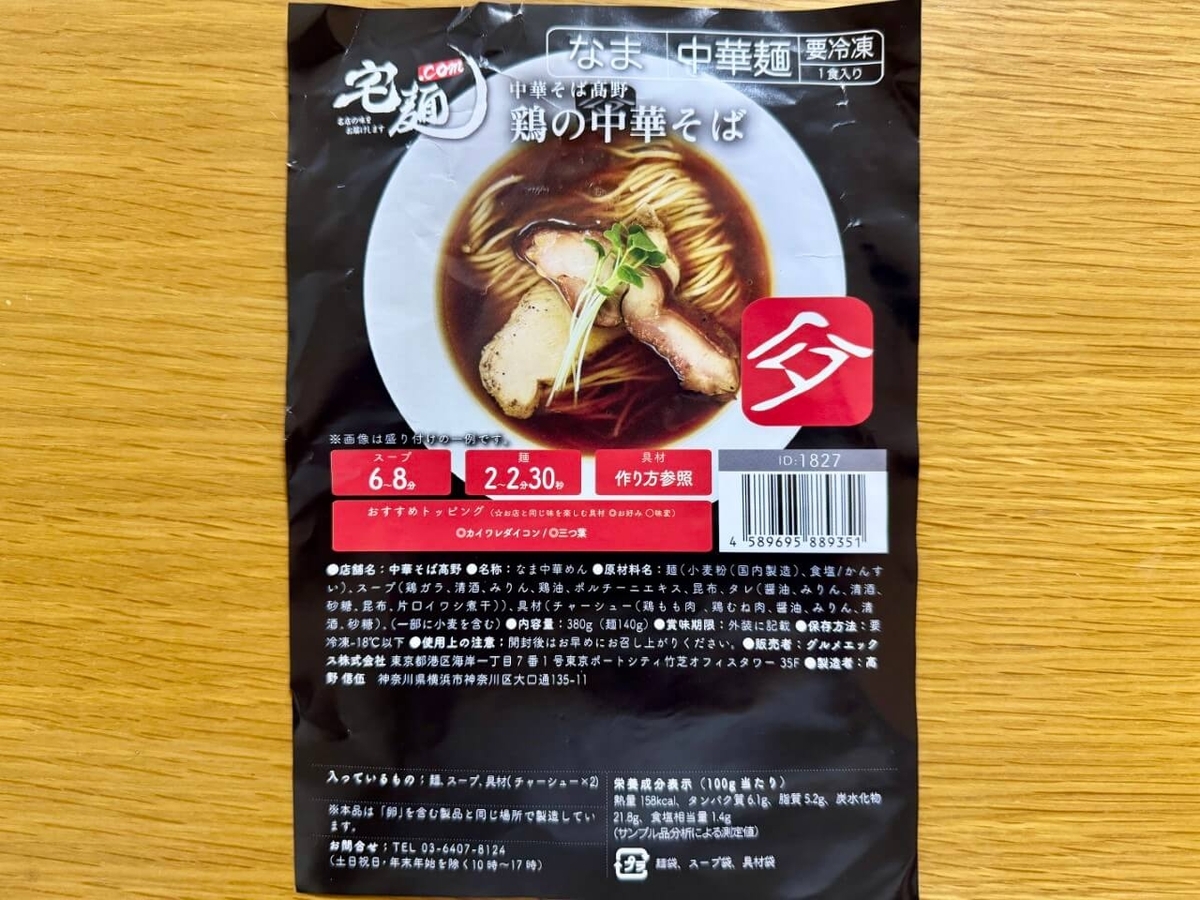 なま 中華麺 要冷凍
1食入り
宅麺.com
名店の味を
お届けします
中華そば髙野
鶏の中華そば
※画像は盛り付けの一例です。
スープ
6~8分
麺
2~2分30秒
具材
作り方参照
ID:1827
おすすめトッピング(☆お店と同じ味を楽しむ具材 ◎お好み 〇味変)
◎カイワレダイコン/◎三つ葉
4 589695 889351
●店舗名:中華そば髙野 ●名称:なま中華めん ●原材料名:麺(小麦粉(国内製造)、食塩/かんす
い)、スープ(鶏ガラ、清酒、みりん、鶏油、ポルチーニエキス、昆布、タレ(醤油、みりん、清酒、
砂糖、昆布、片口イワシ煮干))、具材(チャーシュー(鶏もも肉 、鶏むね肉、醤油、みりん、清
酒、砂糖)、(一部に小麦を含む) ●内容量:380g(麺140g) ●賞味期限:外装に記載 ●保存方法:要
冷凍-18℃以下 ●使用上の注意:開封後はお早めにお召し上がりください。 ●販売者:グルメエック
ス株式会社 東京都港区海岸一丁目7番1号東京ポートシティ竹芝オフィスタワー 35F ●製造者:髙
野 偲伍 神奈川県横浜市神奈川区大口通135-11
入っているもの:麺、スープ、具材(チャーシュー×2)
※本品は「卵」を含む製品と同じ場所で製造してい
ます。
お問合せ:TEL 03-6407-8124
(土日祝日・年末年始を除く10時~17時)
栄養成分表示(100g当たり)
熱量 158kcal、タンパク質 6.1g、脂質 5.2g、炭水化物
21.8g、食塩相当量 1.4g
(サンプル品分析による測定値)
プラ 麺袋、スープ袋、具材袋